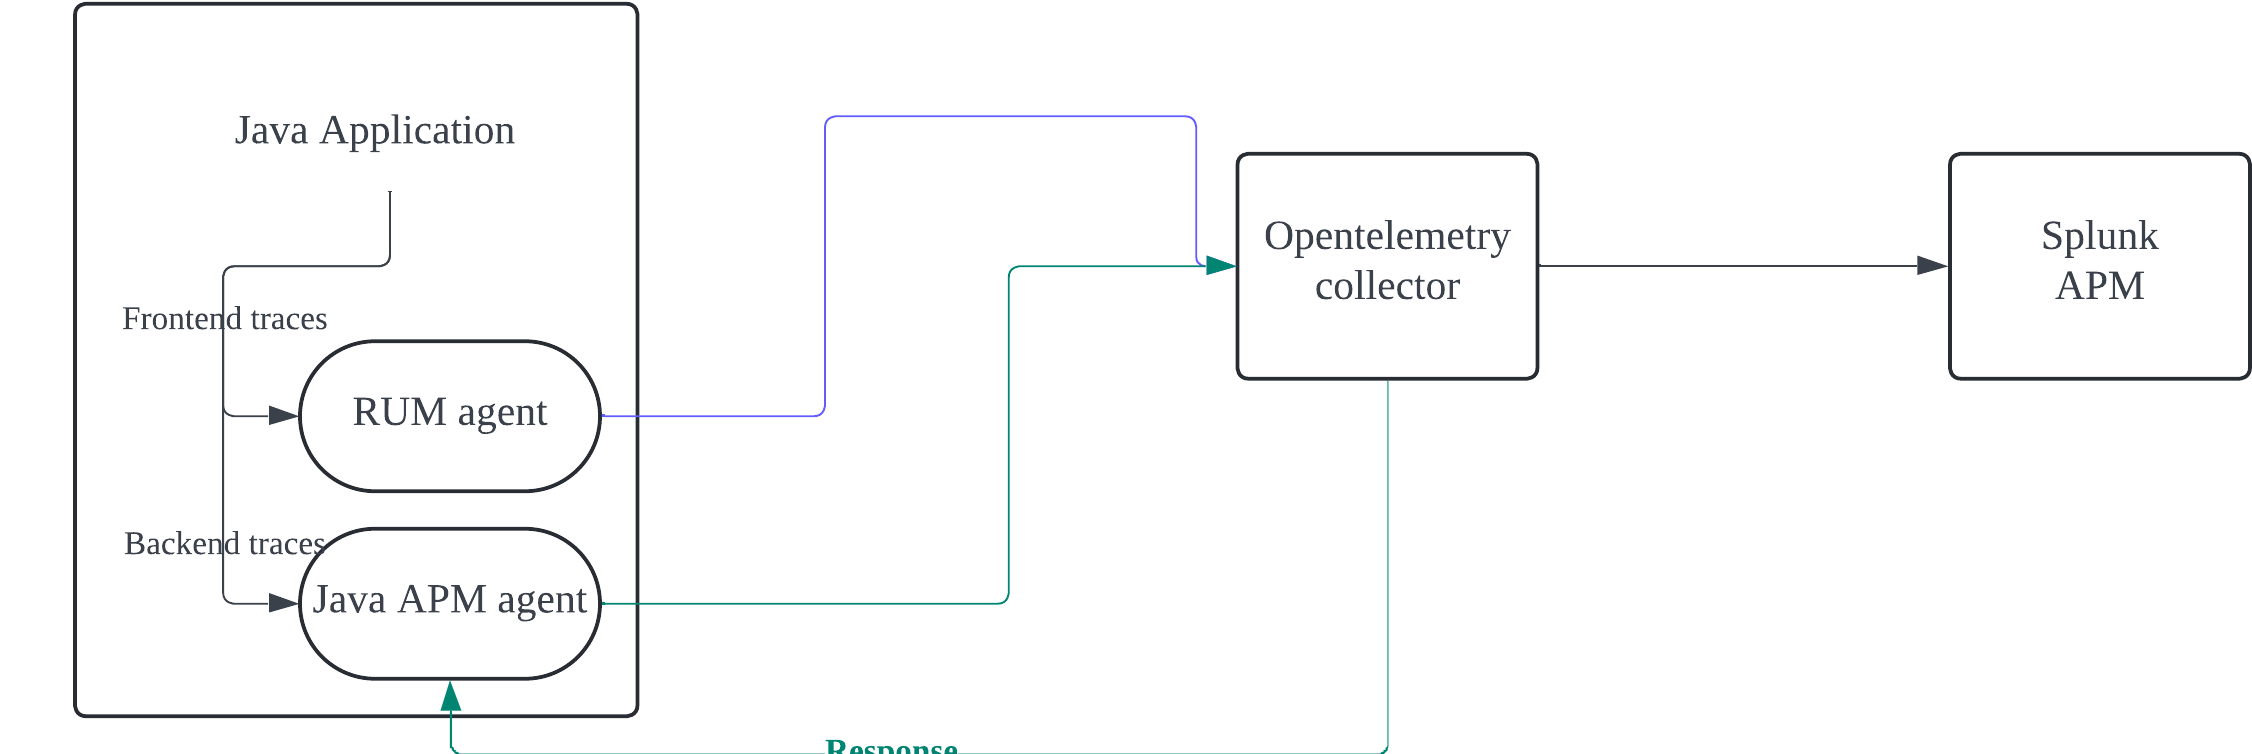 Java Application
Opentelemetry
collector
Splunk
APM
Frontend traces
RUM agent
Backend traces
Java APM agent
Response